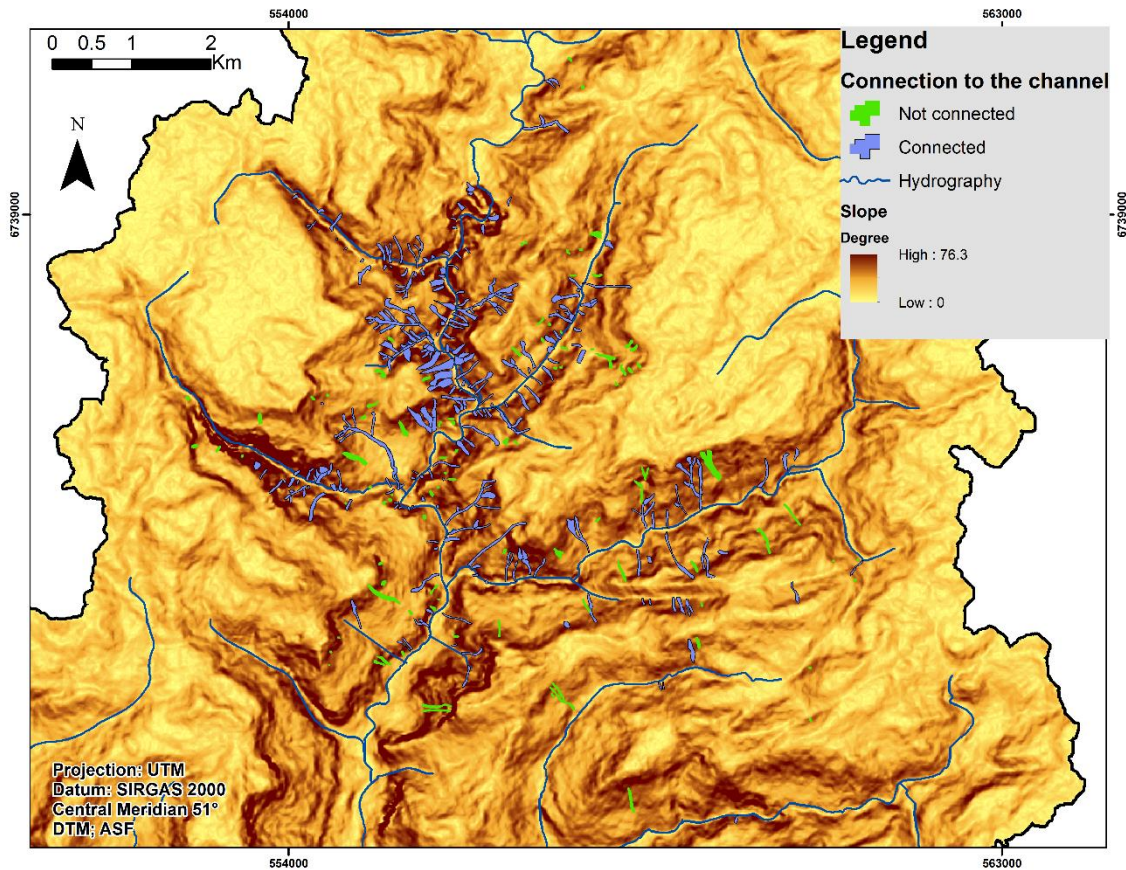 554000
563000
0 0.5 1 2
Km
N
6739000
6739000
Legend
Connection to the channel
Not connected
Connected
Hydrography
Slope
Degree
High : 76.3
Low : 0
Projection: UTM
Datum: SIRGAS 2000
Central Meridian 51°
DTM; ASF
554000
563000